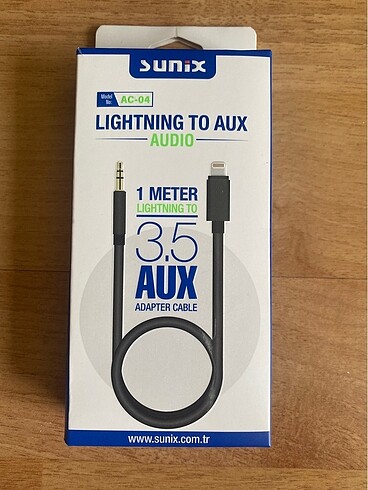 sunix
Model No: AC-04
LIGHTNING TO AUX
AUDIO
1 METER
LIGHTNING TO
3.5
AUX
ADAPTER CABLE
www.sunix.com.tr